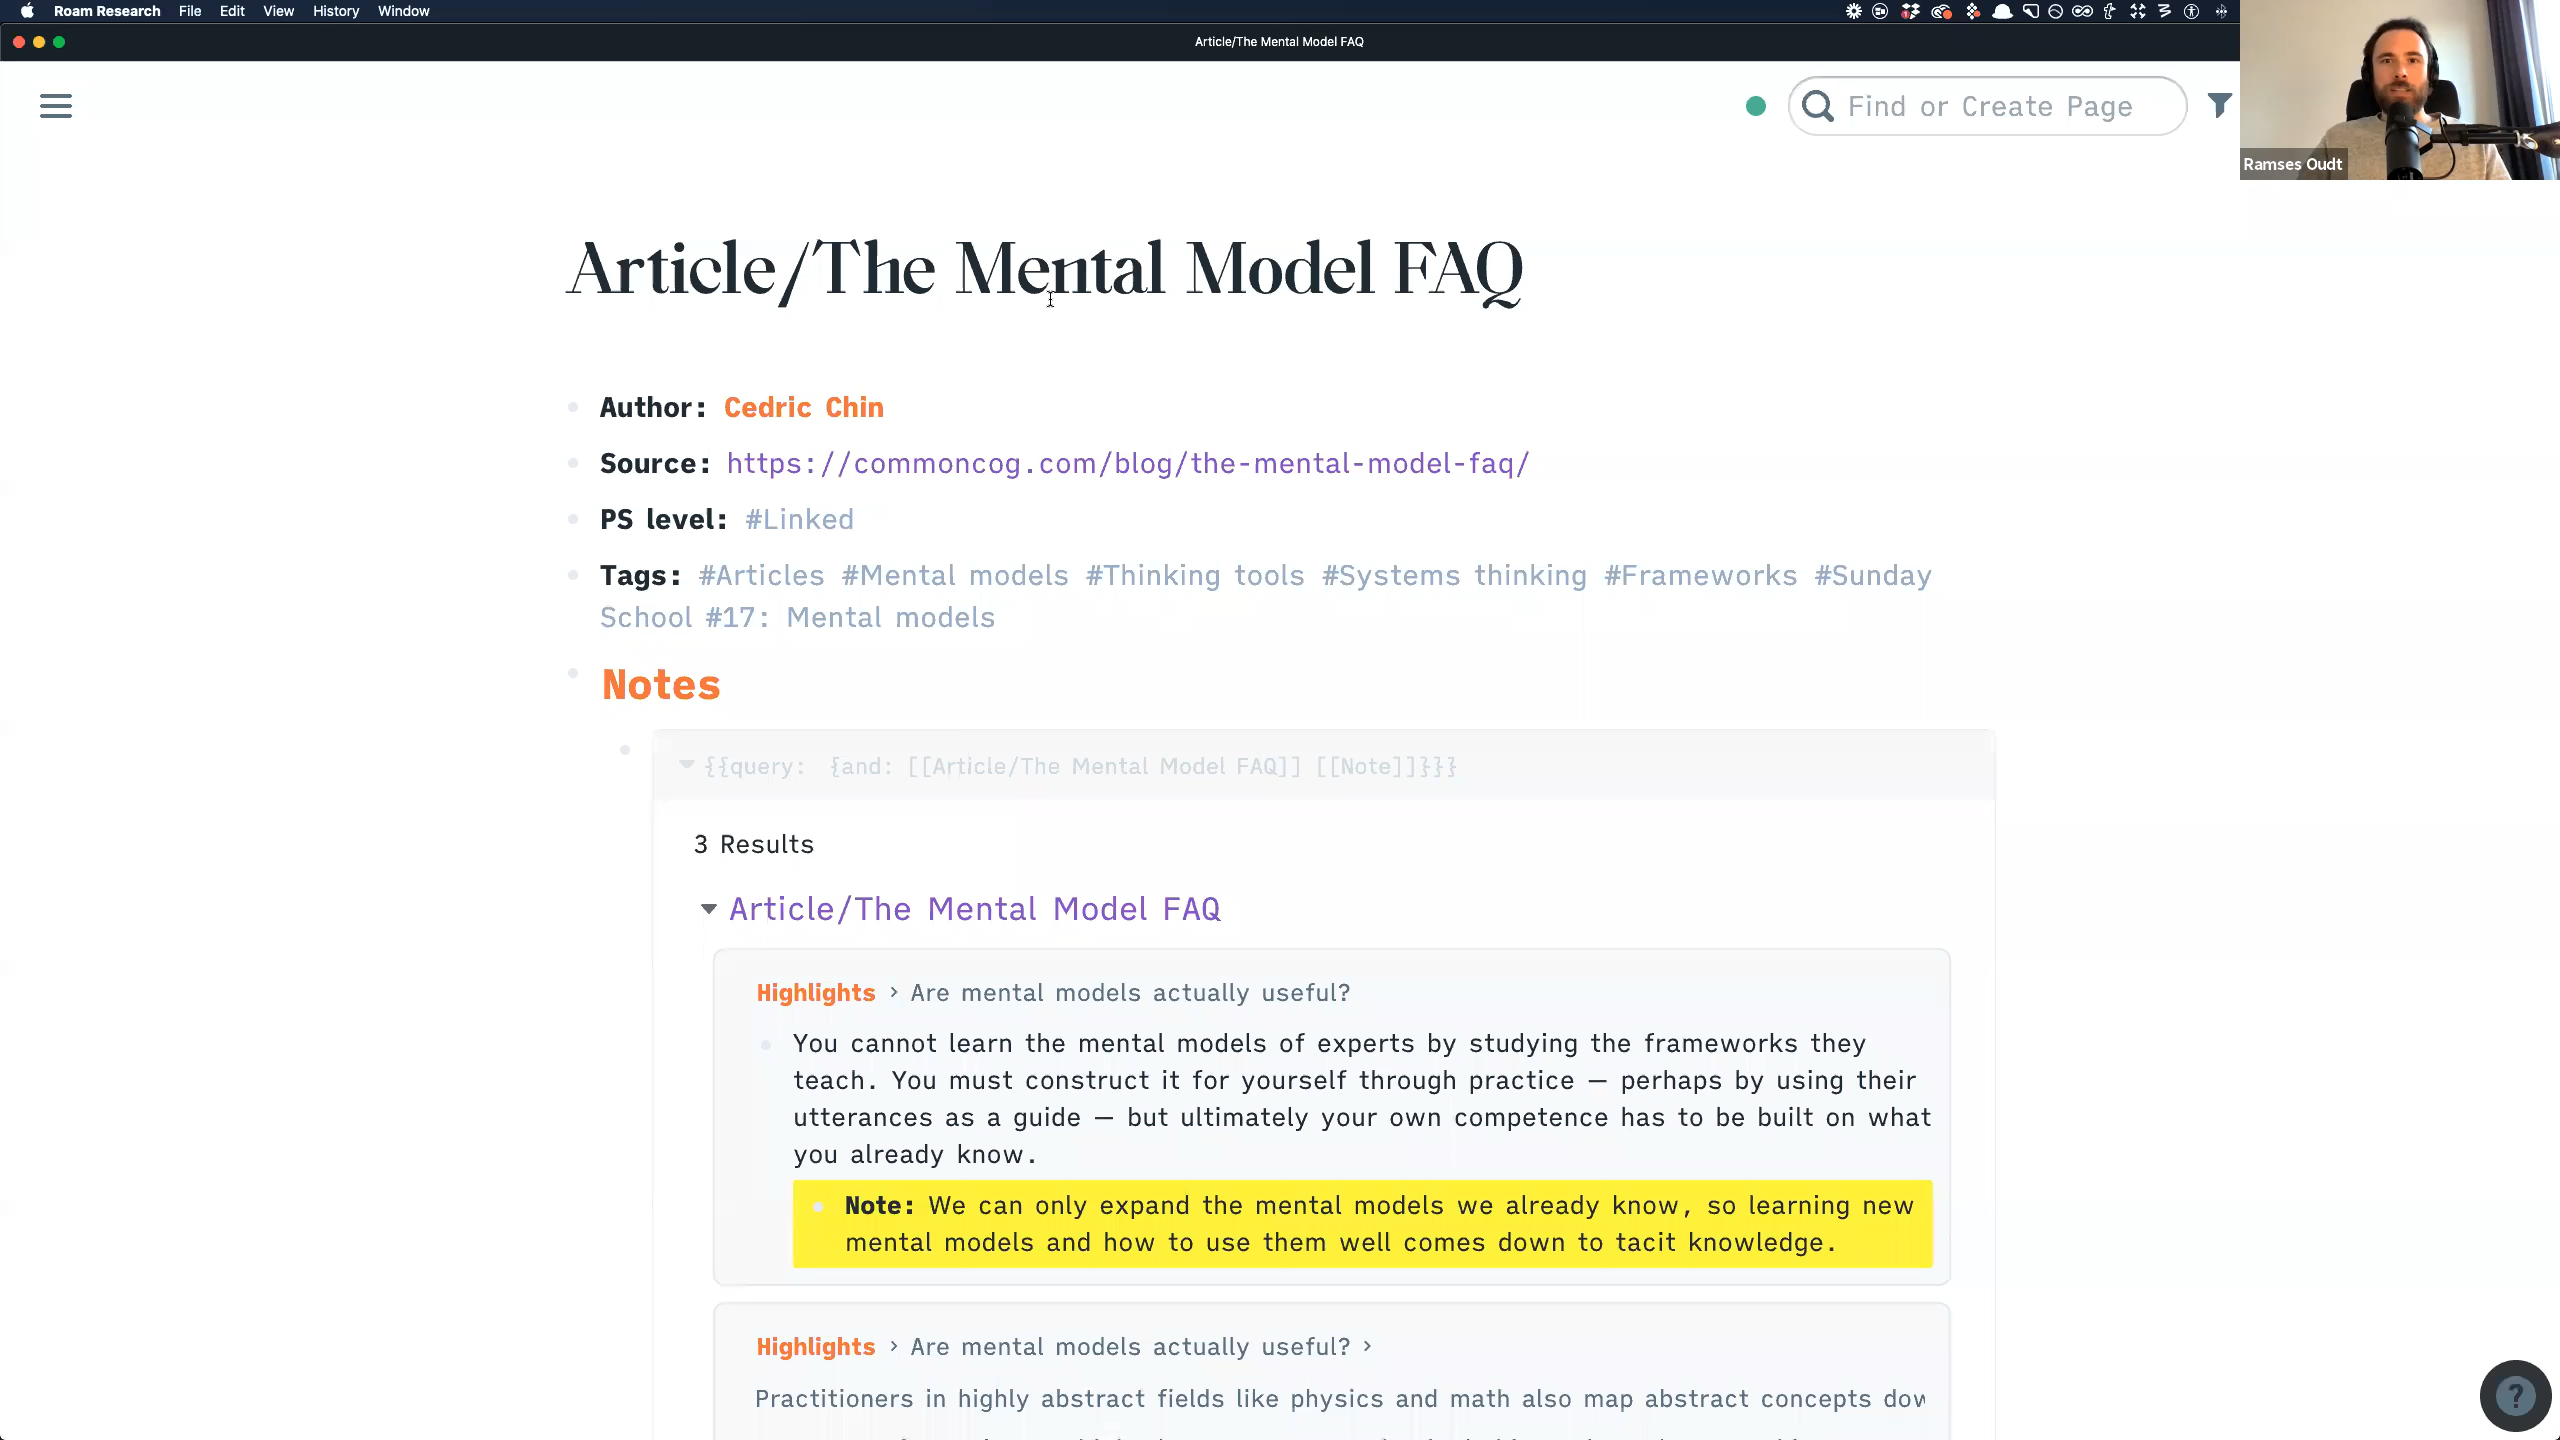 Roam Research File Edit View History Window
Article/The Mental Model FAQ
Find or Create Page
Ramses Oudt
Article/The Mental Model FAQ
Author: Cedric Chin
Source: https://commoncog.com/blog/the-mental-model-faq/
PS level: #Linked
Tags: #Articles #Mental models #Thinking tools #Systems thinking #Frameworks #Sunday
School #17: Mental models
Notes
{{query: {and: [[Article/The Mental Model FAQ]] [[Note]]}}}
3 Results
Article/The Mental Model FAQ
Highlights > Are mental models actually useful?
You cannot learn the mental models of experts by studying the frameworks they
teach. You must construct it for yourself through practice — perhaps by using their
utterances as a guide — but ultimately your own competence has to be built on what
you already know.
Note: We can only expand the mental models we already know, so learning new
mental models and how to use them well comes down to tacit knowledge.
Highlights > Are mental models actually useful? >
Practitioners in highly abstract fields like physics and math also map abstract concepts dow
?